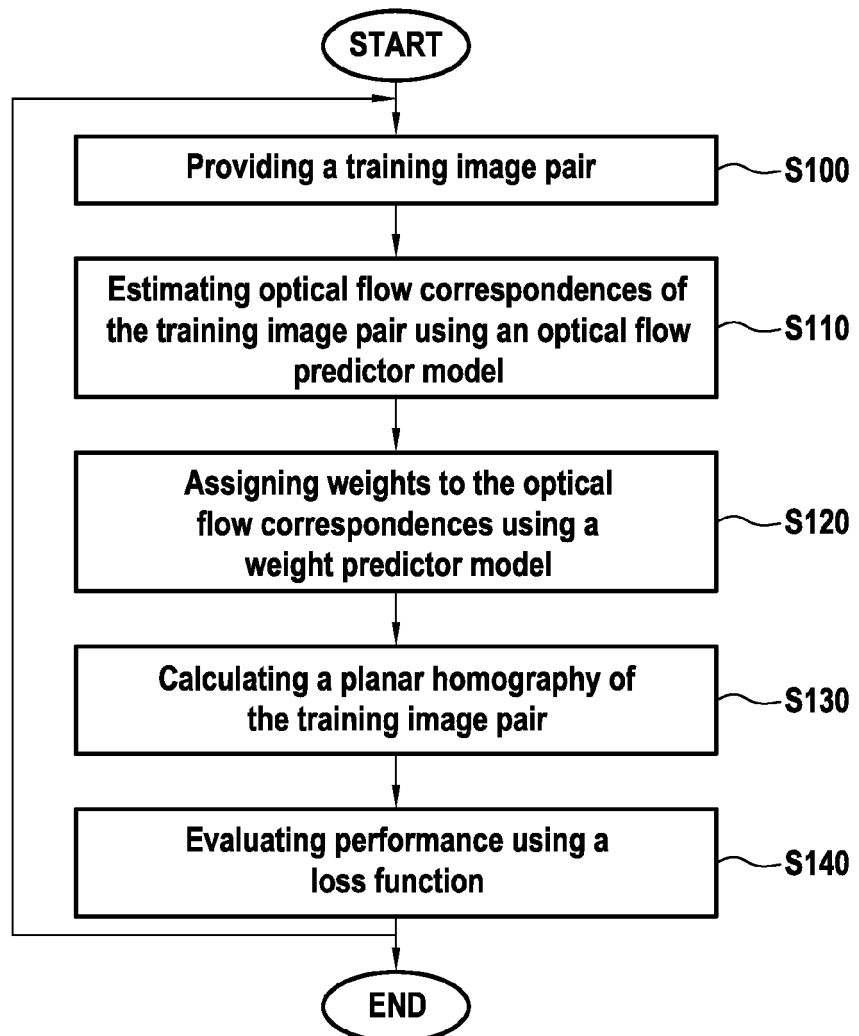 START
Providing a training image pair
S100
Estimating optical flow correspondences of
the training image pair using an optical flow
predictor model
S110
Assigning weights to the optical
flow correspondences using a
weight predictor model
S120
Calculating a planar homography of
the training image pair
S130
Evaluating performance using a
loss function
S140
END